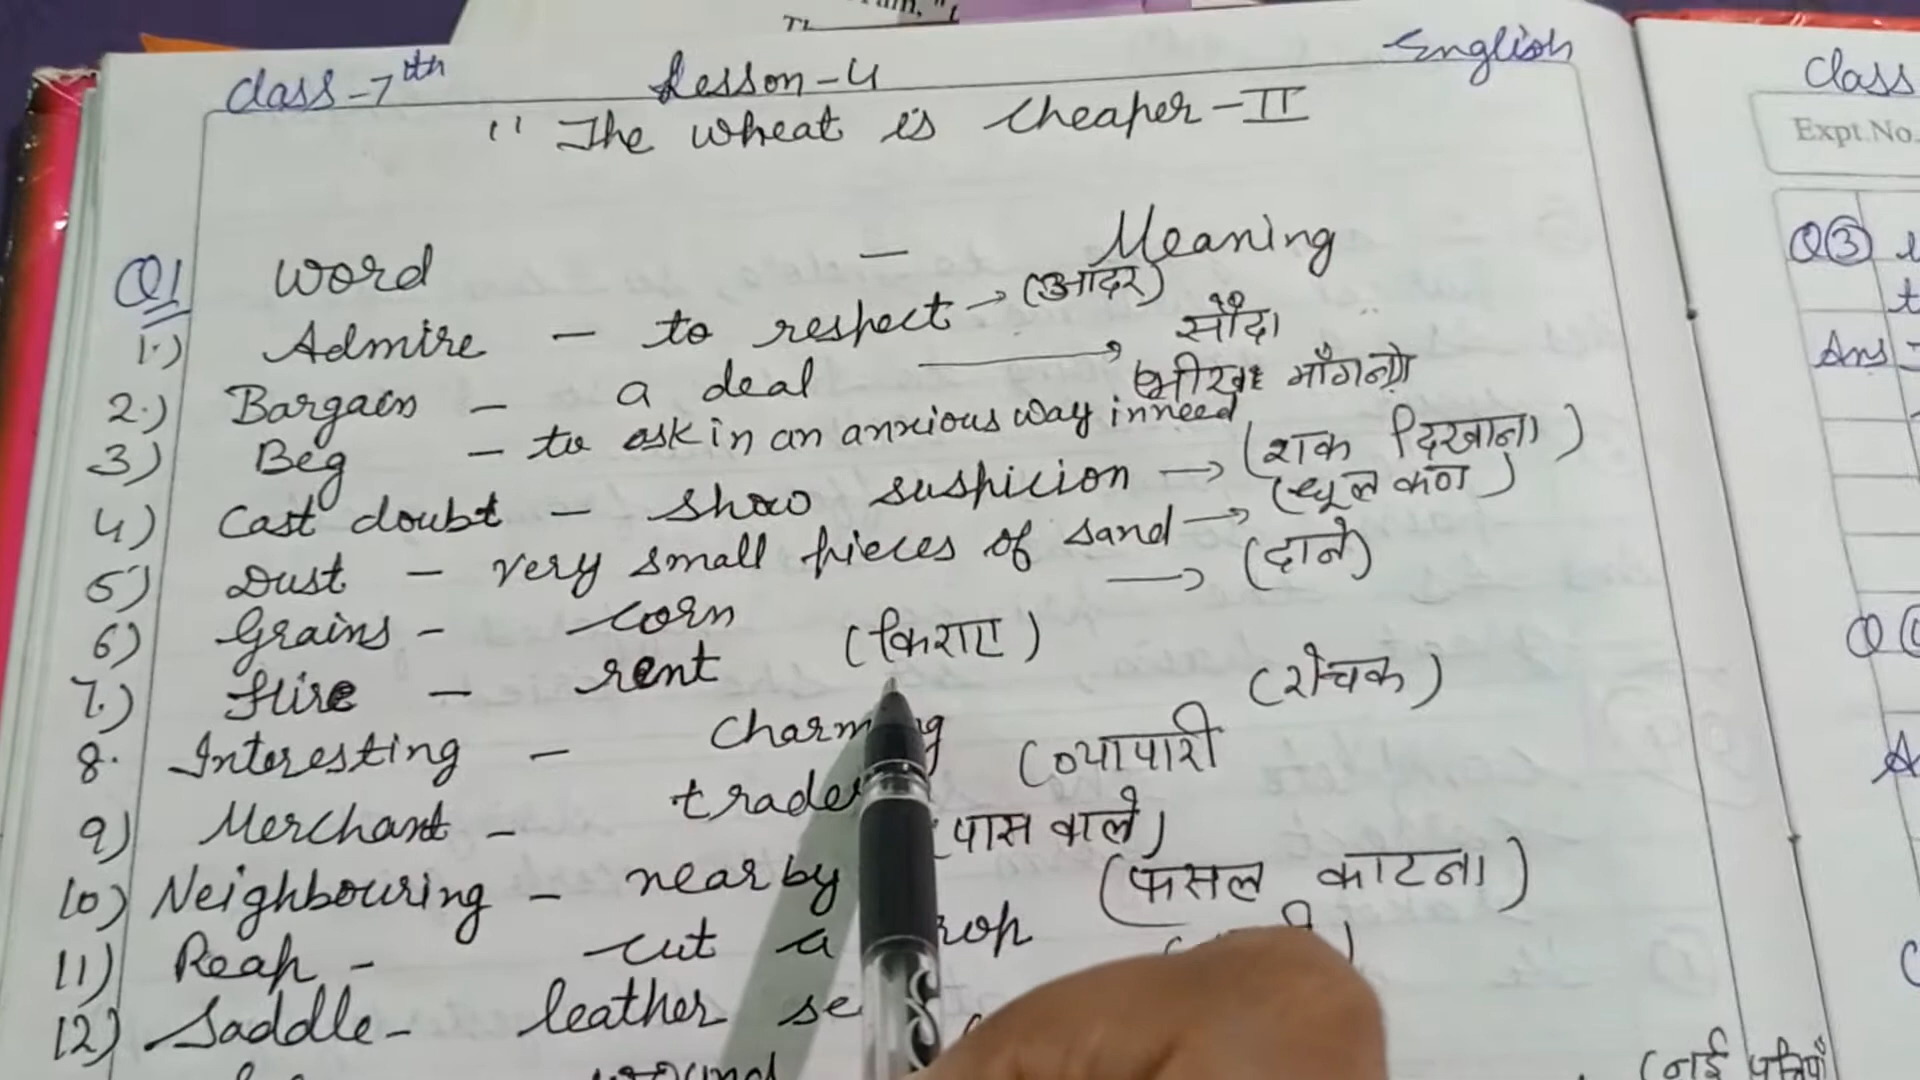 Class-7th Lesson-4 English
"The wheat is cheaper-II
Q1 Word — Meaning
1.) Admire — to respect → (आदर)
2.) Bargain — a deal → सौदा
3) Beg — to ask in an anxious way in need भीख माँगना
4) Cast doubt — show suspicion → (शक दिखाना)
5) Dust — very small pieces of sand → (धूल कण)
6) Grains — corn → (दाने)
7.) Hire — rent (किराए)
8. Interesting — charming (रोचक)
9) Merchant — trader (व्यापारी
10) Neighbouring — nearby (पास वाले)
11) Reap — cut a crop (फसल काटना)
12) Saddle — leather
wound
Class
Expt.No.
Q3
Ans